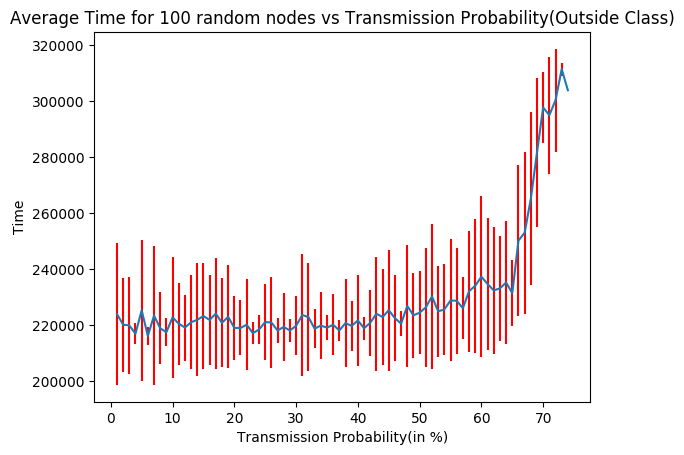 Average Time for 100 random nodes vs Transmission Probability(Outside Class)
320000
300000
280000
260000
240000
220000
200000
Time
0 10 20 30 40 50 60 70
Transmission Probability(in %)